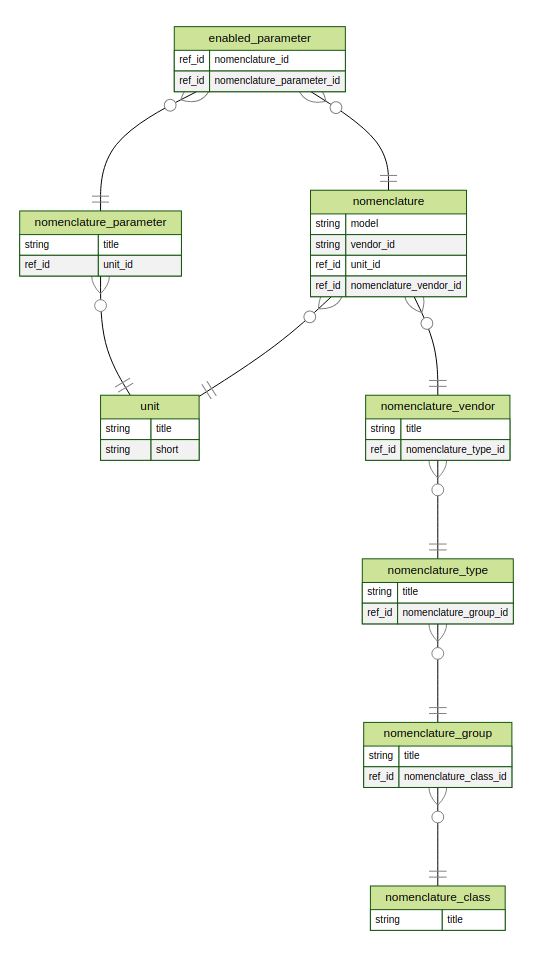 enabled_parameter
ref_id nomenclature_id
ref_id nomenclature_parameter_id
nomenclature_parameter
string title
ref_id unit_id
nomenclature
string model
string vendor_id
ref_id unit_id
ref_id nomenclature_vendor_id
unit
string title
string short
nomenclature_vendor
string title
ref_id nomenclature_type_id
nomenclature_type
string title
ref_id nomenclature_group_id
nomenclature_group
string title
ref_id nomenclature_class_id
nomenclature_class
string title